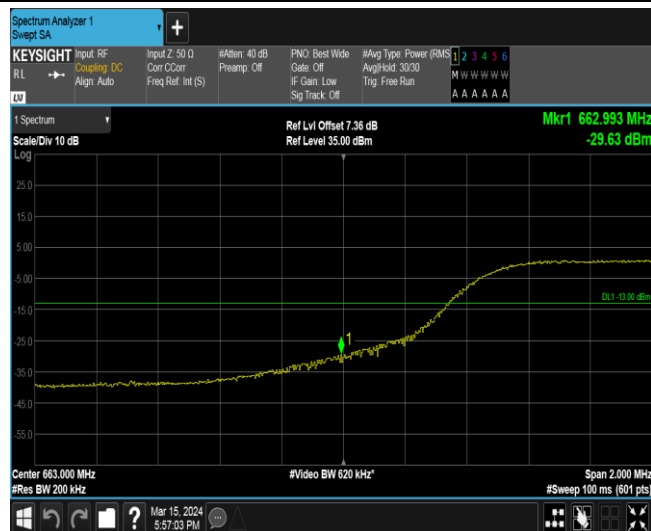 Spectrum Analyzer 1
Swept SA
+
KEYSIGHT
RL
Input: RF
Coupling: DC
Align: Auto
Input Z: 50 Ω
Corr CCorr
Freq Ref: Int (S)
#Atten: 40 dB
Preamp: Off
PNO: Best Wide
Gate: Off
IF Gain: Low
Sig Track: Off
#Avg Type: Power (RMS
Avg|Hold: 30/30
Trig: Free Run
1 2 3 4 5 6
M W W W W W
A A A A A A
LXI
1 Spectrum
Scale/Div 10 dB
Log
Ref Lvl Offset 7.36 dB
Ref Level 35.00 dBm
Mkr1 662.993 MHz
-29.63 dBm
25.0
15.0
5.00
-5.00
-15.0
-25.0
-35.0
-45.0
-55.0
1
DL1 -13.00 dBm
Center 663.000 MHz
#Res BW 200 kHz
#Video BW 620 kHz*
Span 2.000 MHz
#Sweep 100 ms (601 pts)
?
Mar 15, 2024
5:57:03 PM